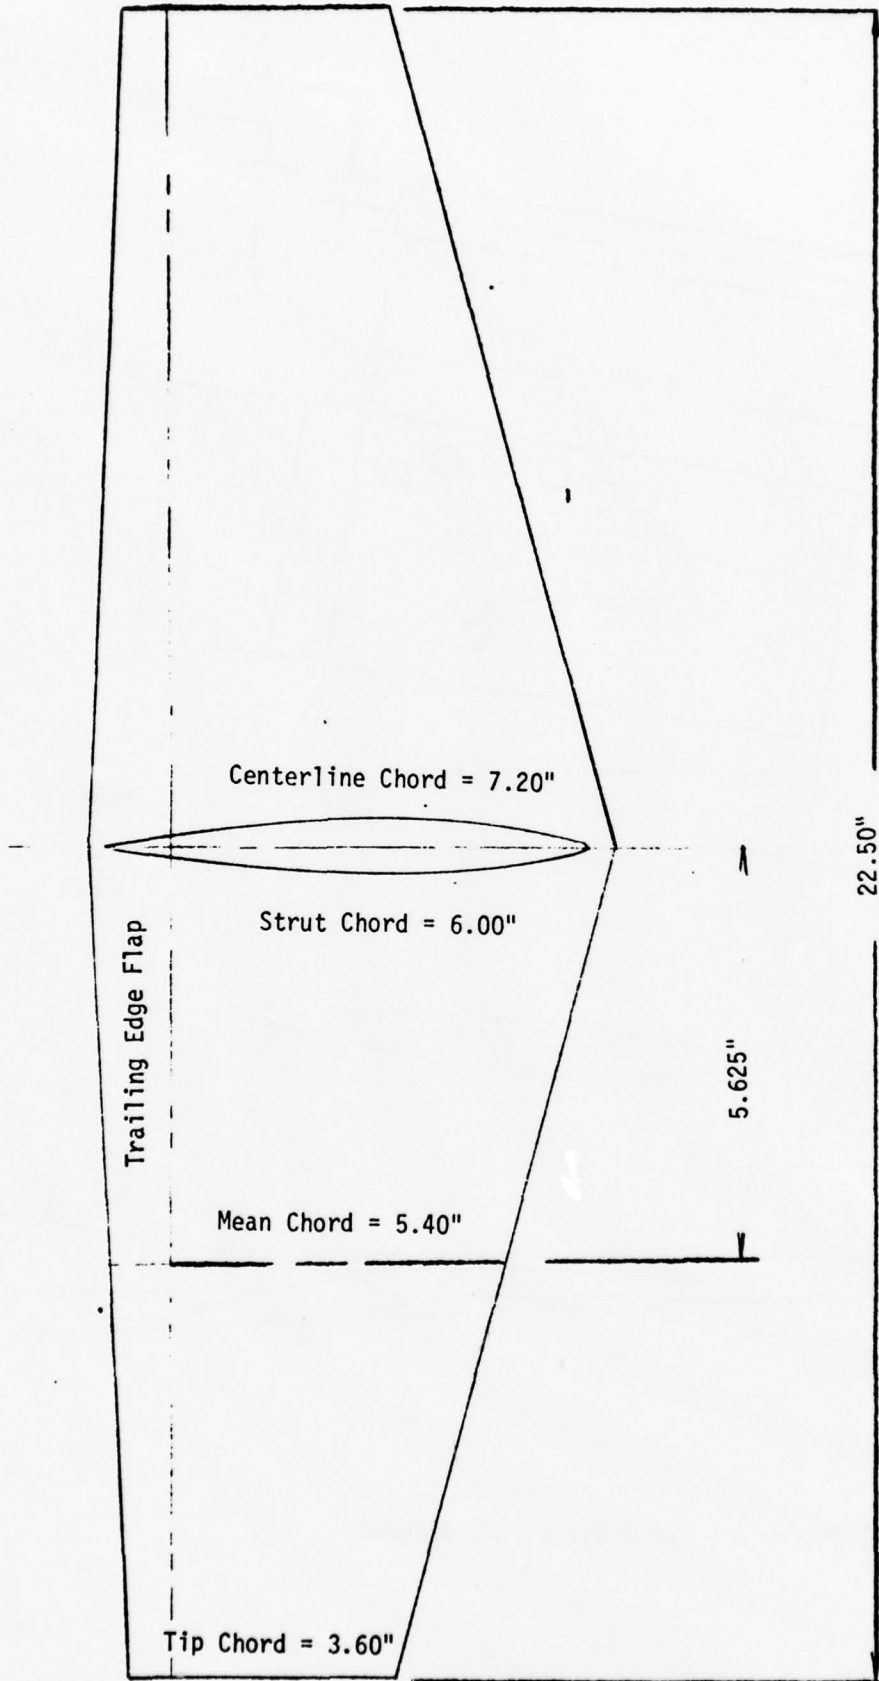 Centerline Chord = 7.20"
22.50"
Strut Chord = 6.00"
Trailing Edge Flap
5.625"
Mean Chord = 5.40"
Tip Chord = 3.60"